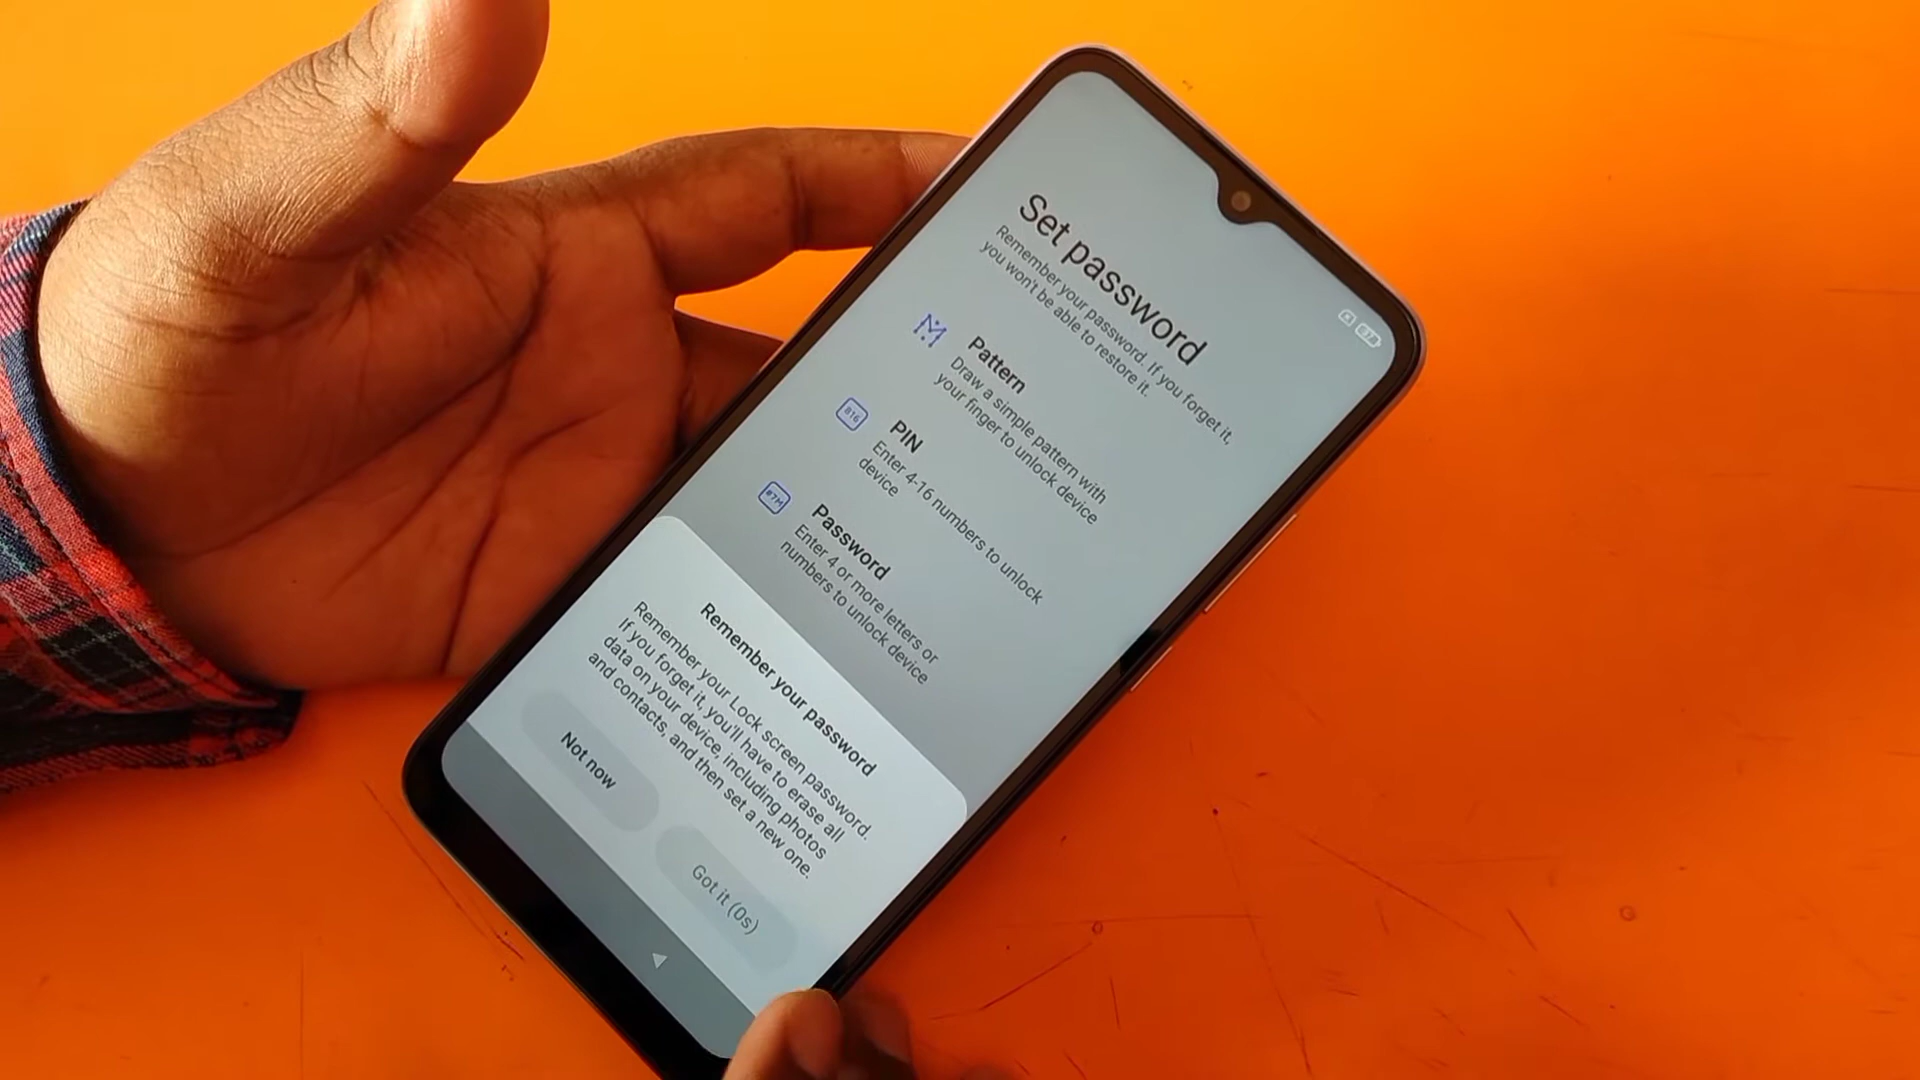 Set password
Remember your password. If you forget it,
you won't be able to restore it.
Pattern
Draw a simple pattern with
your finger to unlock device
816
PIN
Enter 4-16 numbers to unlock
device
#7M
Password
Enter 4 or more letters or
numbers to unlock device
Remember your password
Remember your Lock screen password.
If you forget it, you'll have to erase all
data on your device, including photos
and contacts, and then set a new one.
Not now
Got it (0s)